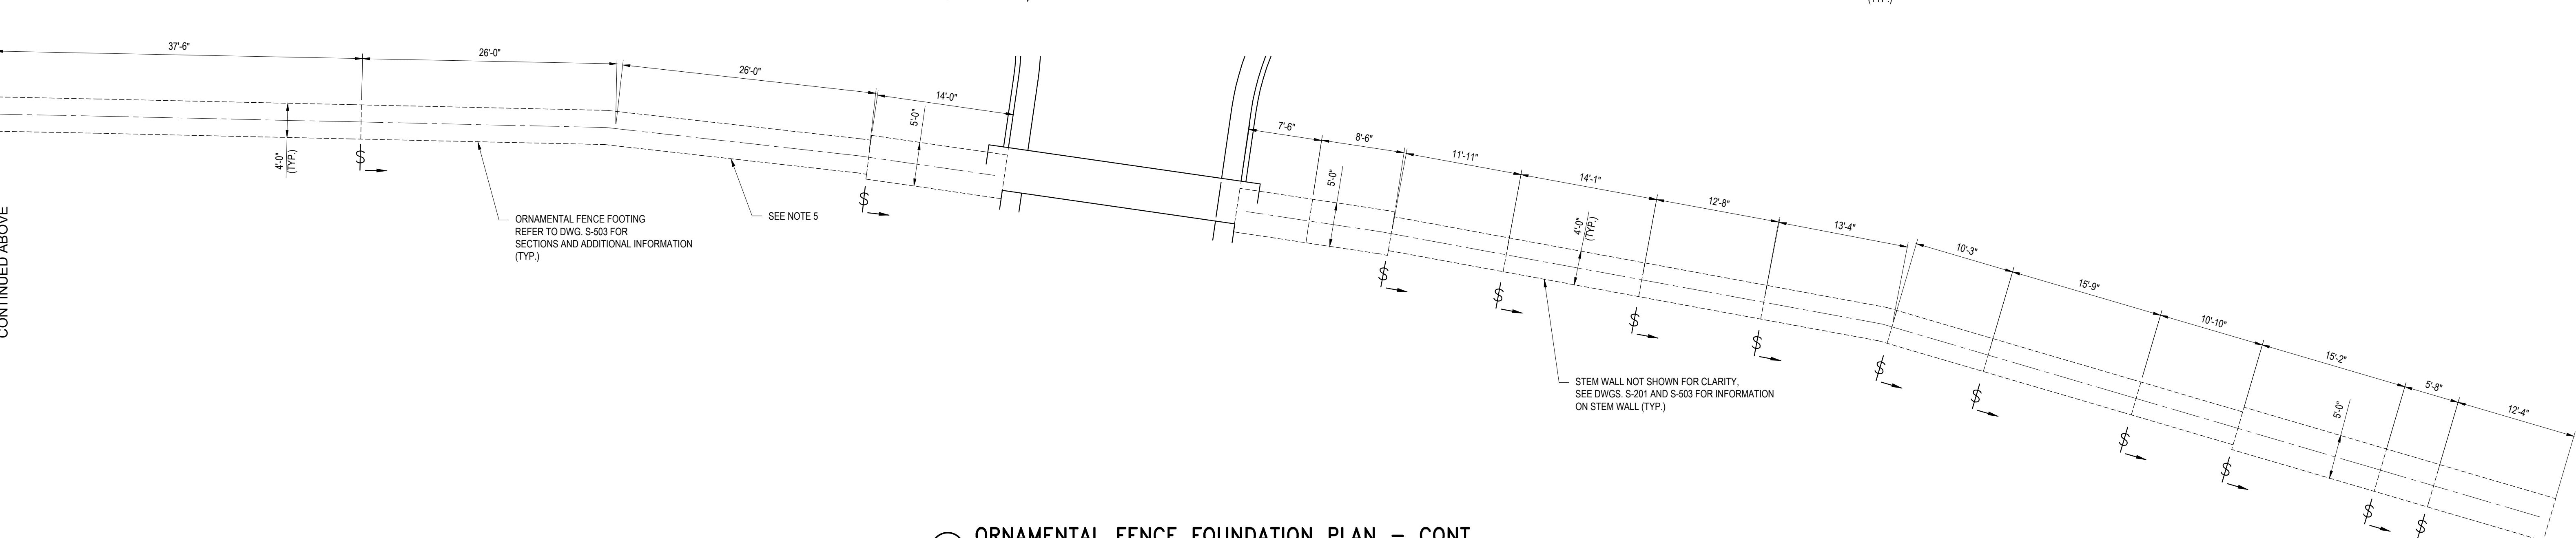 (TYP.)
37'-6"
26'-0"
26'-0"
14'-0"
5'-0"
4'-0"
(TYP.)
7'-6"
8'-6"
5'-0"
11'-11"
14'-1"
12'-8"
13'-4"
4'-0"
(TYP.)
10'-3"
15'-9"
10'-10"
15'-2"
5'-8"
12'-4"
5'-0"
CONTINUED ABOVE
ORNAMENTAL FENCE FOOTING
REFER TO DWG. S-503 FOR
SECTIONS AND ADDITIONAL INFORMATION
(TYP.)
SEE NOTE 5
STEM WALL NOT SHOWN FOR CLARITY,
SEE DWGS. S-201 AND S-503 FOR INFORMATION
ON STEM WALL (TYP.)
S
S
S
S
S
S
S
S
S
S
S
S
ORNAMENTAL FENCE FOUNDATION PLAN - CONT